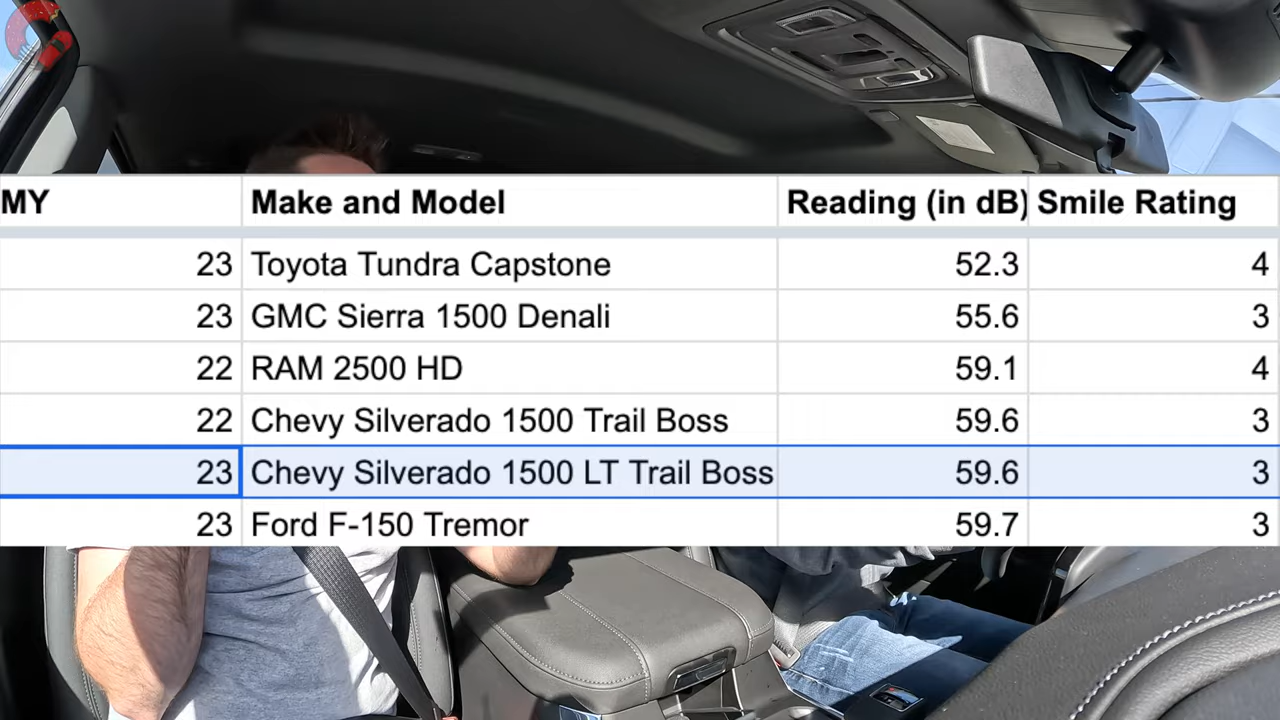 MY Make and Model Reading (in dB) Smile Rating
23 Toyota Tundra Capstone 52.3 4
23 GMC Sierra 1500 Denali 55.6 3
22 RAM 2500 HD 59.1 4
22 Chevy Silverado 1500 Trail Boss 59.6 3
23 Chevy Silverado 1500 LT Trail Boss 59.6 3
23 Ford F-150 Tremor 59.7 3